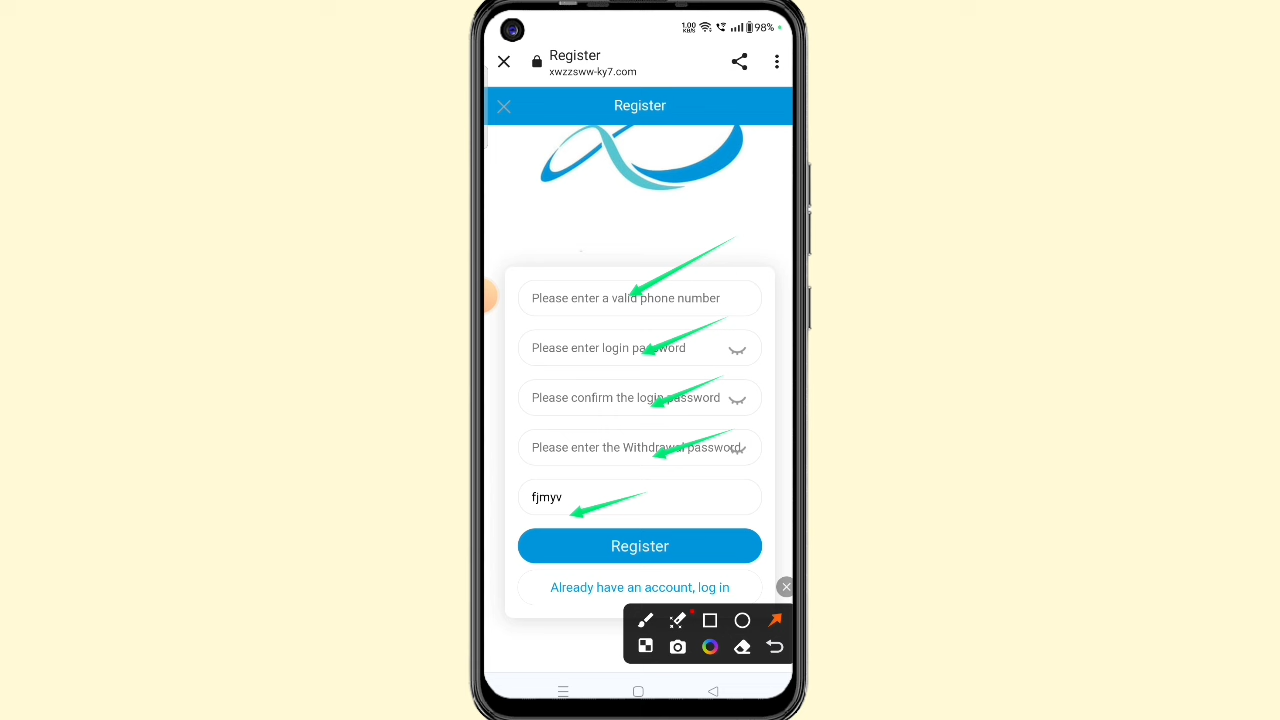 1.00
KB/S
98%
Register
xwzzsww-ky7.com
Register
Please enter a valid phone number
Please enter login password
Please confirm the login password
Please enter the Withdrawal password
fjmyv
Register
Already have an account, log in